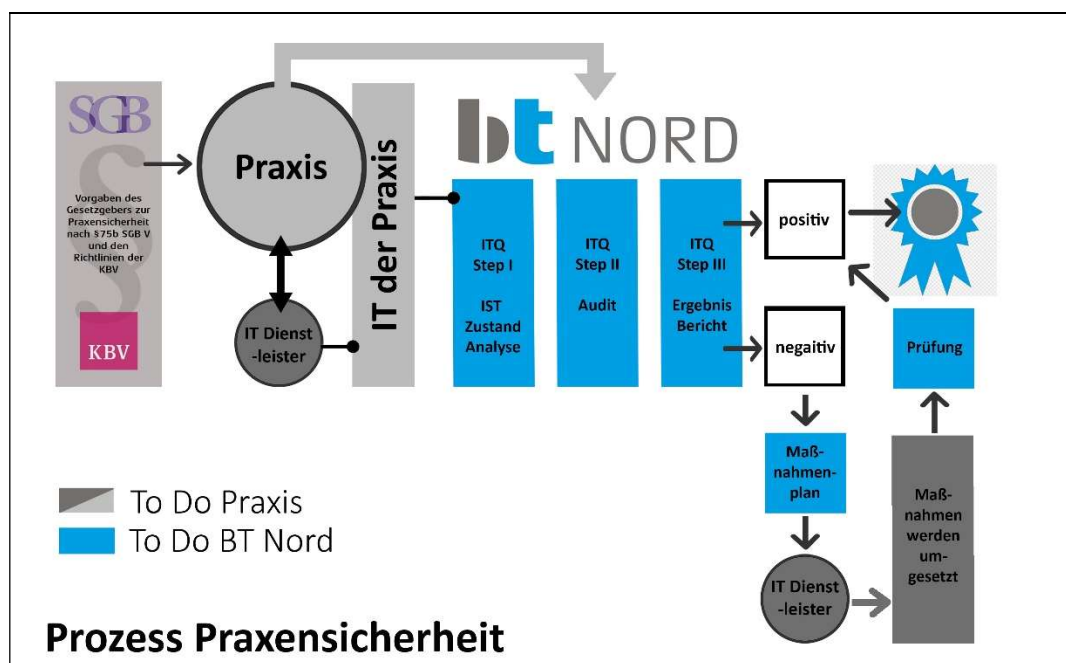 SGB
Vorgaben des
Gesetzgebers zur
Praxensicherheit
nach §75b SGB V
und den
Richtlinien der
KBV
KBV
Praxis
IT Dienst
-leister
IT der Praxis
bt NORD
ITQ
Step I
IST
Zustand
Analyse
ITQ
Step II
Audit
ITQ
Step III
Ergebnis
Bericht
positiv
negaitiv
Prüfung
Maß-
nahmen-
plan
IT Dienst
-leister
Maß-
nahmen
werden
um-
gesetzt
To Do Praxis
To Do BT Nord
Prozess Praxensicherheit